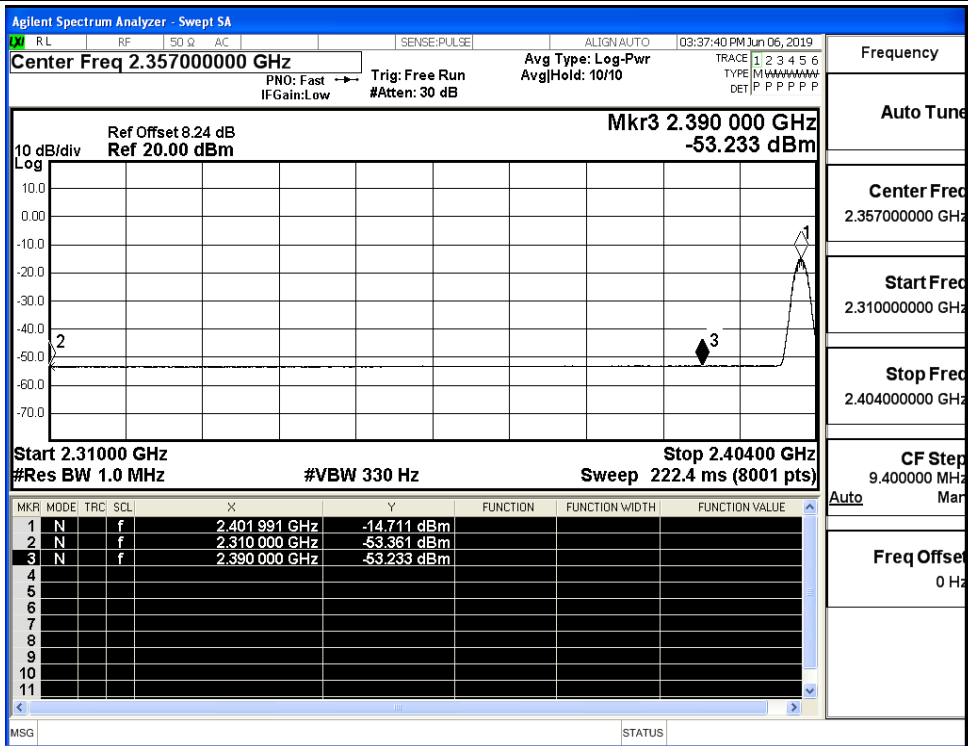 Agilent Spectrum Analyzer - Swept SA
LXI RL RF 50 Ω AC SENSE:PULSE ALIGN AUTO 03:37:40 PM Jun 06, 2019
Center Freq 2.357000000 GHz
PNO: Fast
IFGain:Low
Trig: Free Run
#Atten: 30 dB
Avg Type: Log-Pwr
Avg|Hold: 10/10
TRACE 1 2 3 4 5 6
TYPE M WWWWW
DET P P P P P P
Mkr3 2.390 000 GHz
-53.233 dBm
Ref Offset 8.24 dB
10 dB/div Ref 20.00 dBm
Log
10.0
0.00
-10.0
-20.0
-30.0
-40.0
-50.0
-60.0
-70.0
1
2
3
Start 2.31000 GHz Stop 2.40400 GHz
#Res BW 1.0 MHz #VBW 330 Hz Sweep 222.4 ms (8001 pts)
MKR MODE TRC SCL X Y FUNCTION FUNCTION WIDTH FUNCTION VALUE
1 N f 2.401 991 GHz -14.711 dBm
2 N f 2.310 000 GHz -53.361 dBm
3 N f 2.390 000 GHz -53.233 dBm
4
5
6
7
8
9
10
11
MSG STATUS
Frequency
Auto Tune
Center Freq
2.357000000 GHz
Start Freq
2.310000000 GHz
Stop Freq
2.404000000 GHz
CF Step
9.400000 MHz
Auto Man
Freq Offset
0 Hz